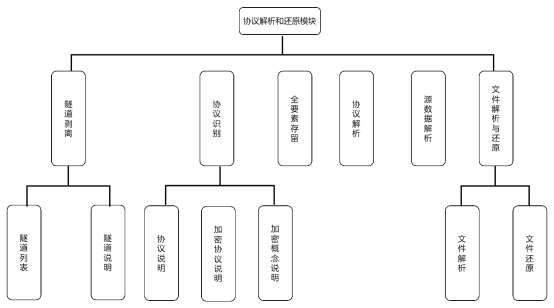 协议解析和还原模块
隧道剥离
协议识别
全要素存留
协议解析
源数据解析
文件解析与还原
隧道列表
隧道说明
协议说明
加密协议说明
加密概念说明
文件解析
文件还原